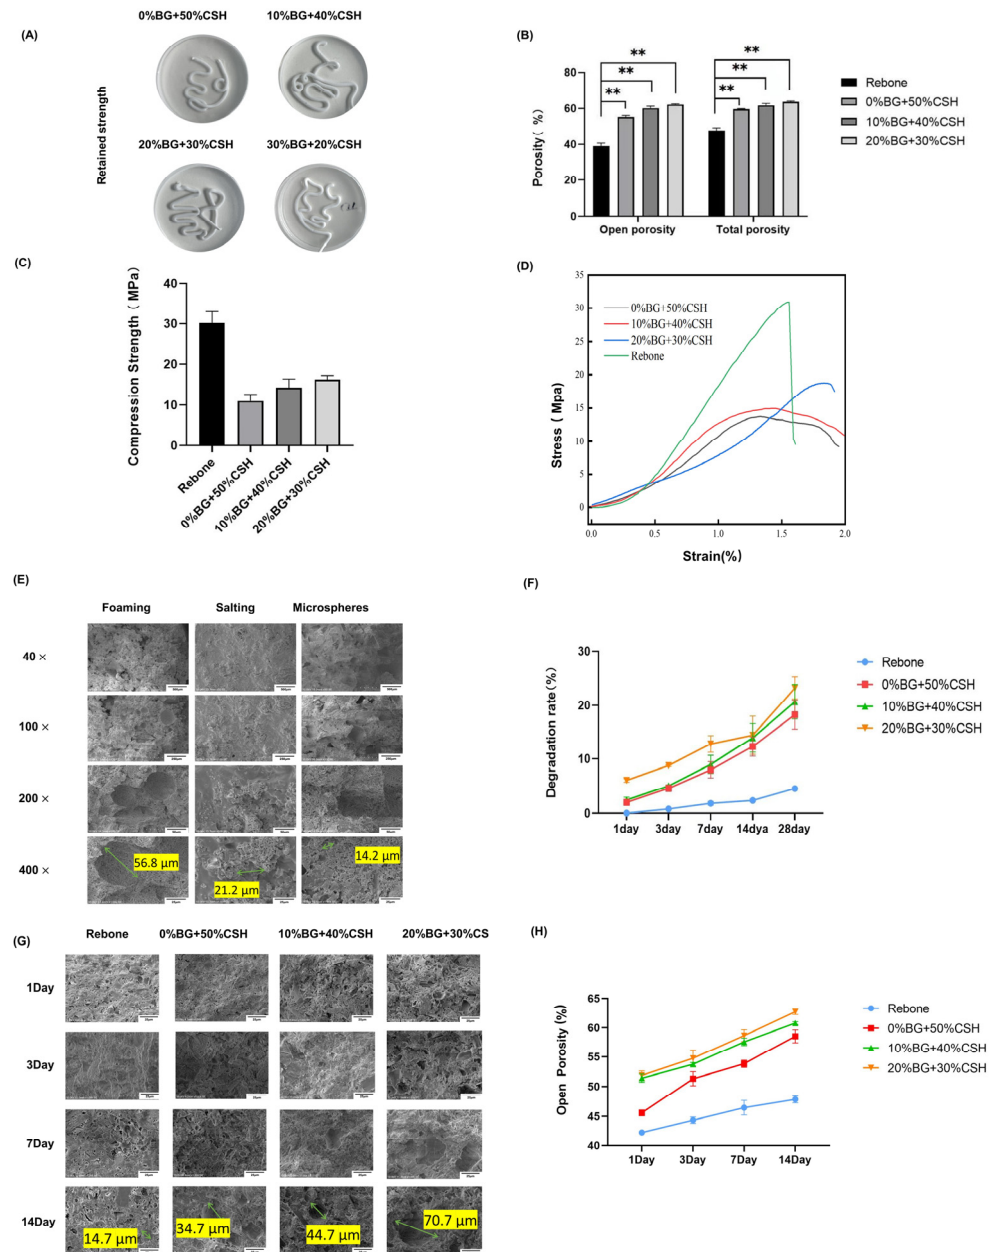 (A)
0%BG+50%CSH
10%BG+40%CSH
20%BG+30%CSH
30%BG+20%CSH
Retained strength
(B)
Porosity( %)
80
60
40
20
0
**
**
**
**
**
**
Open porosity
Total porosity
Rebone
0%BG+50%CSH
10%BG+40%CSH
20%BG+30%CSH
(C)
Compression Strength ( MPa)
40
30
20
10
0
Rebone
0%BG+50%CSH
10%BG+40%CSH
20%BG+30%CSH
(D)
Stress ( Mpa)
35
30
25
20
15
10
5
0
0%BG+50%CSH
10%BG+40%CSH
20%BG+30%CSH
Rebone
0.0
0.5
1.0
1.5
2.0
Strain(%)
(E)
Foaming
Salting
Microspheres
40 ×
100 ×
200 ×
400 ×
56.8 µm
21.2 µm
14.2 µm
(F)
Degradation rate(%)
30
20
10
0
1day
3day
7day
14dya
28day
Rebone
0%BG+50%CSH
10%BG+40%CSH
20%BG+30%CSH
(G)
Rebone
0%BG+50%CSH
10%BG+40%CSH
20%BG+30%CS
1Day
3Day
7Day
14Day
14.7 µm
34.7 µm
44.7 µm
70.7 µm
(H)
Open Porosity (%)
65
60
55
50
45
40
1Day
3Day
7Day
14Day
Rebone
0%BG+50%CSH
10%BG+40%CSH
20%BG+30%CSH